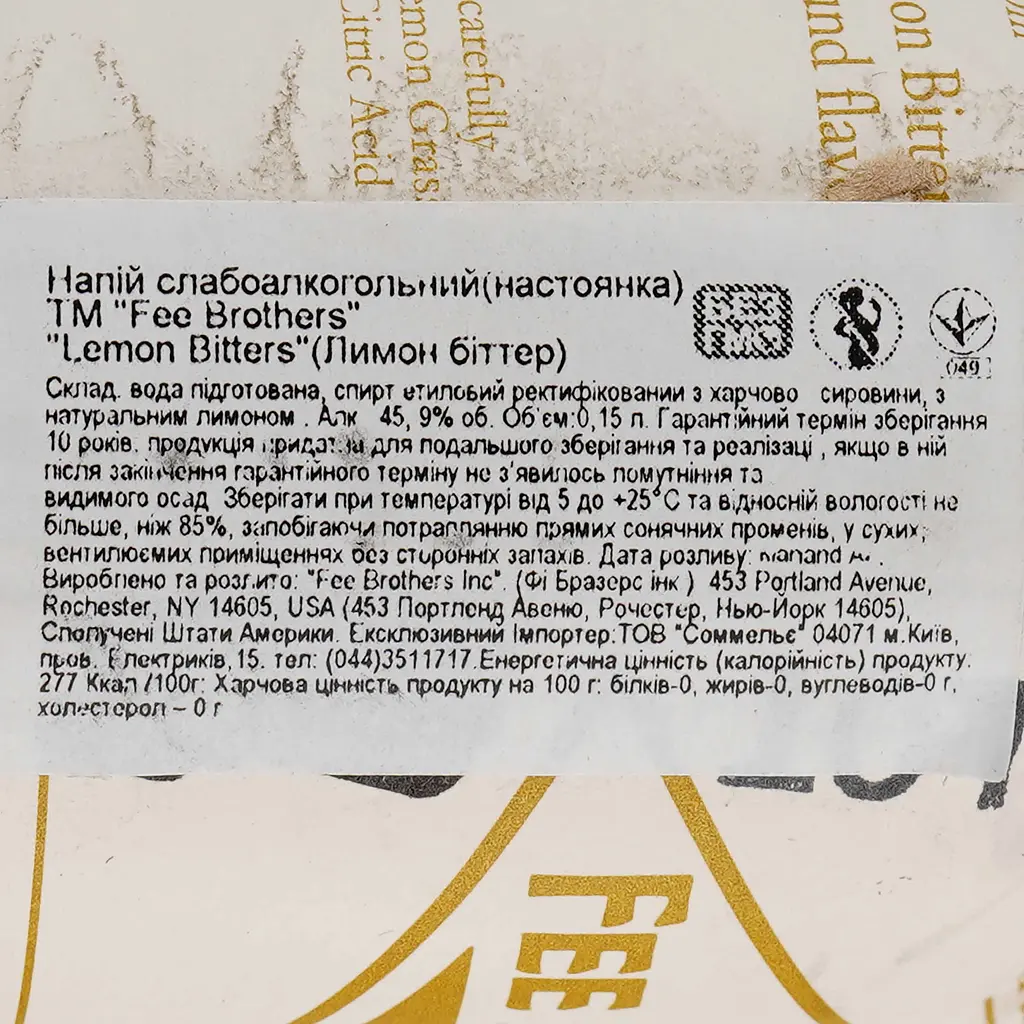 carefully
Lemon Grass
Citric Acid
on Bitter
und flav
Напій слабоалкогольний(настоянка)
ТМ "Fee Brothers"
"Lemon Bitters"(Лимон біттер)
049
Склад. вода підготована, спирт етиловий ректифікований з харчово сировини, з
натуральним лимоном . Алк 45, 9% об. Об'єм:0,15 л. Гарантійний термін зберігання
10 років. продукція придатна для подальшого зберігання та реалізаці , якщо в ній
після закінчення гарантійного терміну не з'явилось помутніння та
видимого осад Зберігати при температурі від 5 до +25°С та відносній вологості не
більше, ніж 85%, запобігаючи потраплянню прямих сонячних променів, у сухих,
вентилюємих приміщеннях без сторонніх запахів. Дата розливу:
Вироблено та розлито: "Fee Brothers Inc". (Фі Бразерс інк ) 453 Portland Avenue,
Rochester, NY 14605, USA (453 Портленд Авеню, Рочестер, Нью-Йорк 14605),
Сполучені Штати Америки. Ексклюзивний Імпортер:ТОВ "Соммельє" 04071 м.Київ,
пров. Електриків,15. тел: (044)3511717.Енергетична цінність (калорійність) продукту:
277 Ккал /100г: Харчова цінність продукту на 100 г: білків-0, жирів-0, вуглеводів-0 г,
холестерол – 0 г
FEE